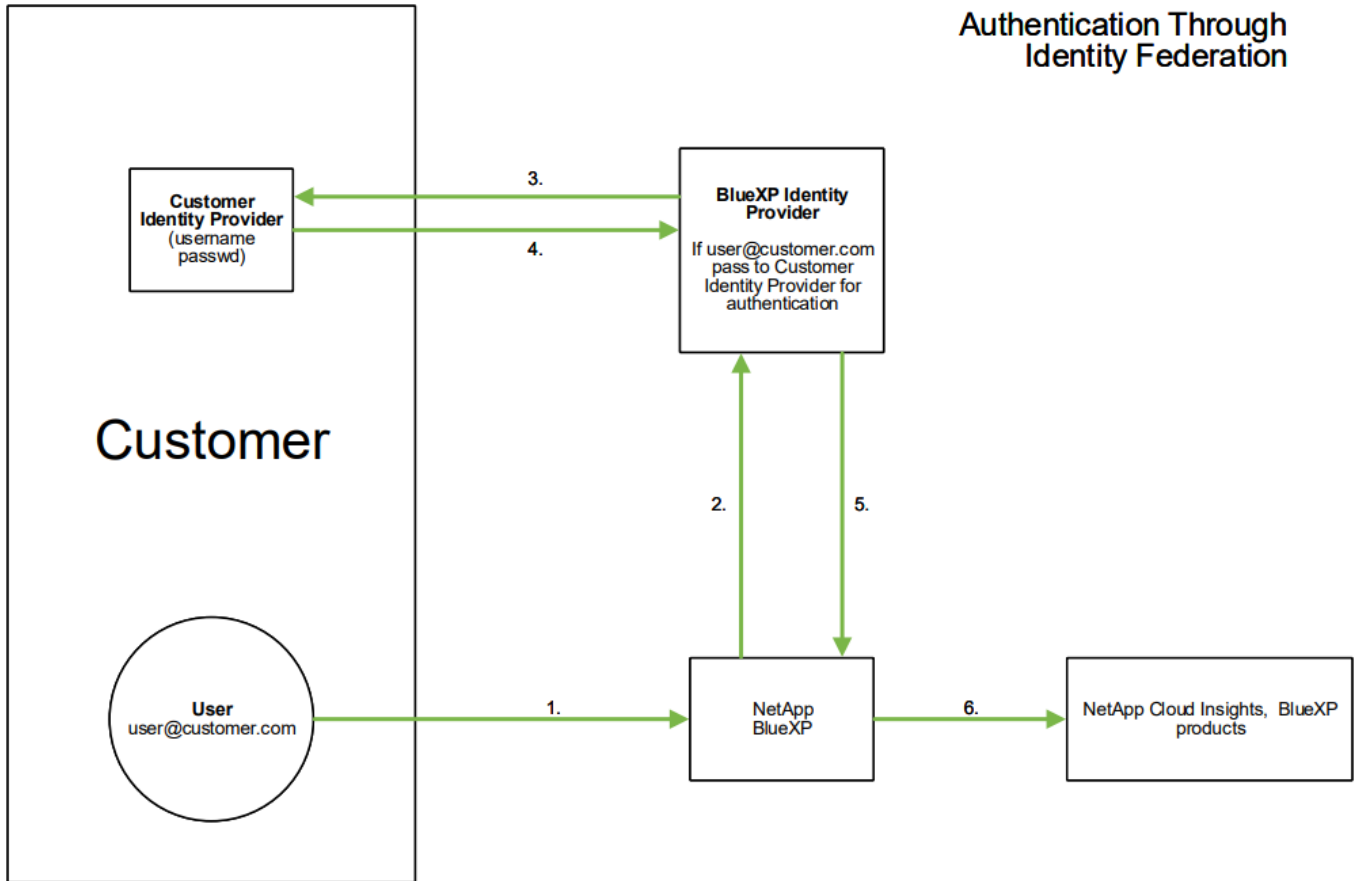 Authentication Through
Identity Federation
Customer
Identity Provider
(username
passwd)
3.
4.
BlueXP Identity
Provider
If user@customer.com
pass to Customer
Identity Provider for
authentication
Customer
2.
5.
User
user@customer.com
1.
NetApp
BlueXP
6.
NetApp Cloud Insights, BlueXP
products